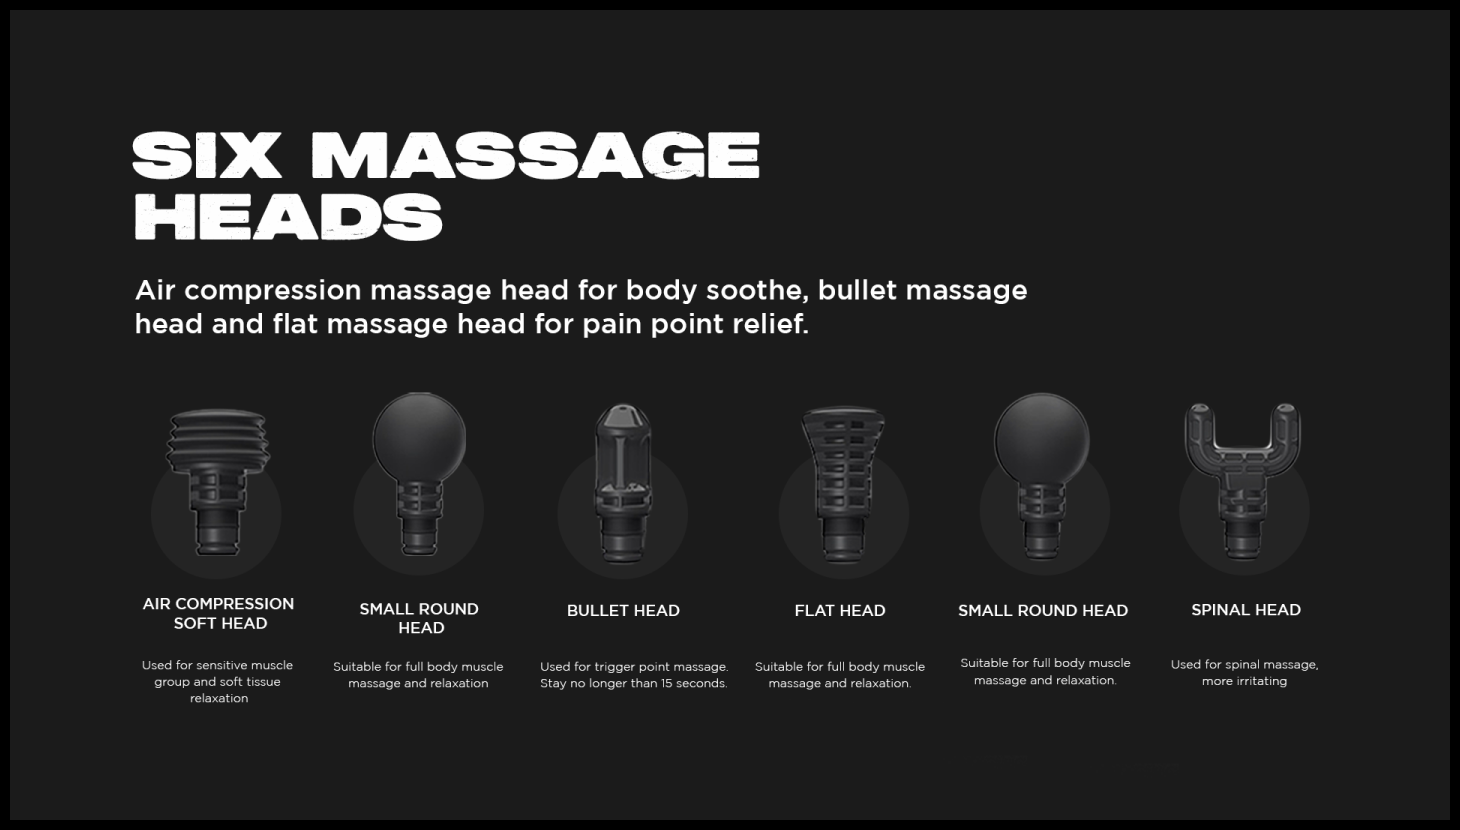 SIX MASSAGE
HEADS
Air compression massage head for body soothe, bullet massage
head and flat massage head for pain point relief.
AIR COMPRESSION
SOFT HEAD
Used for sensitive muscle
group and soft tissue
relaxation
SMALL ROUND
HEAD
Suitable for full body muscle
massage and relaxation
BULLET HEAD
Used for trigger point massage.
Stay no longer than 15 seconds.
FLAT HEAD
Suitable for full body muscle
massage and relaxation.
SMALL ROUND HEAD
Suitable for full body muscle
massage and relaxation.
SPINAL HEAD
Used for spinal massage,
more irritating